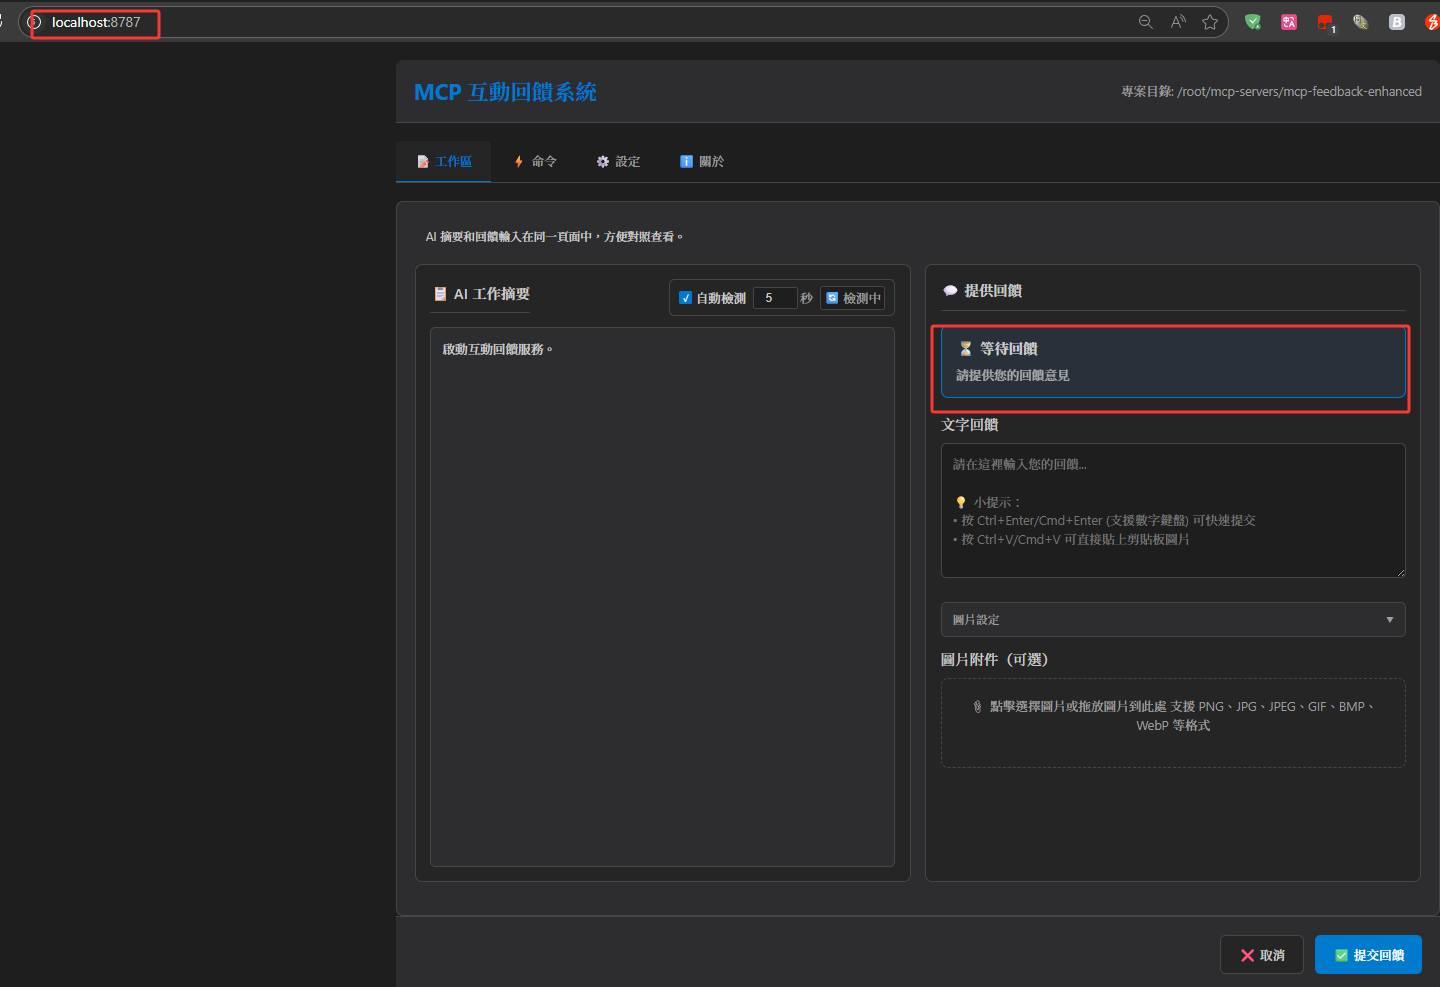 localhost:8787
1
MCP 互動回饋系統
專案目錄: /root/mcp-servers/mcp-feedback-enhanced
工作區
命令
設定
關於
AI 摘要和回饋輸入在同一頁面中，方便對照查看。
AI 工作摘要
自動檢測 5 秒 檢測中
啟動互動回饋服務。
提供回饋
等待回饋
請提供您的回饋意見
文字回饋
請在這裡輸入您的回饋...
小提示：
• 按 Ctrl+Enter/Cmd+Enter (支援數字鍵盤) 可快速提交
• 按 Ctrl+V/Cmd+V 可直接貼上剪貼板圖片
圖片設定
圖片附件（可選）
點擊選擇圖片或拖放圖片到此處 支援 PNG、JPG、JPEG、GIF、BMP、
WebP 等格式
取消
提交回饋